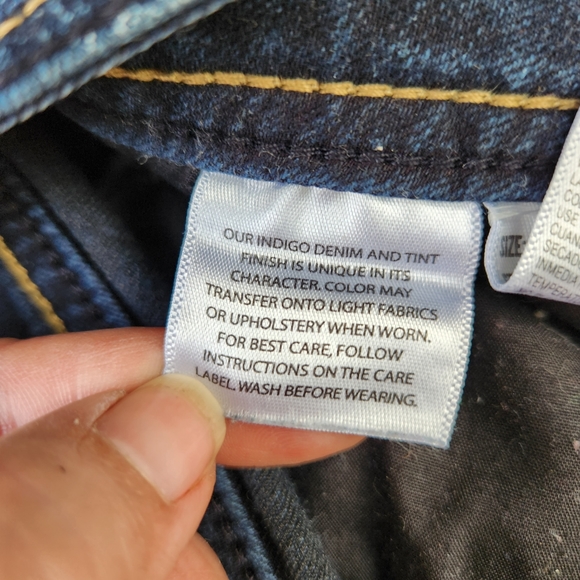 OUR INDIGO DENIM AND TINT
FINISH IS UNIQUE IN ITS
CHARACTER. COLOR MAY
TRANSFER ONTO LIGHT FABRICS
OR UPHOLSTERY WHEN WORN.
FOR BEST CARE, FOLLOW
INSTRUCTIONS ON THE CARE
LABEL. WASH BEFORE WEARING.
SIZE